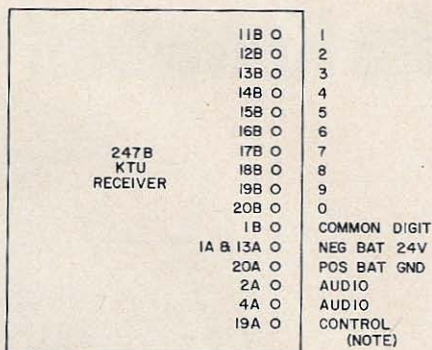 11B O 1
12B O 2
13B O 3
14B O 4
15B O 5
16B O 6
247B 17B O 7
KTU 18B O 8
RECEIVER 19B O 9
20B O 0
1B O COMMON DIGIT
1A & 13A O NEG BAT 24V
20A O POS BAT GND
2A O AUDIO
4A O AUDIO
19A O CONTROL
(NOTE)